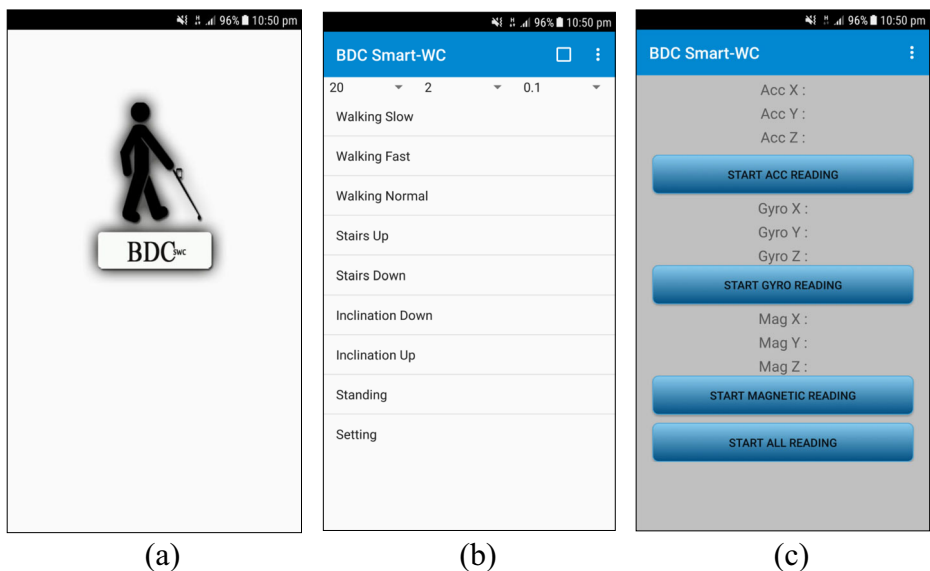 96% 10:50 pm
BDC SWC
(a)
96% 10:50 pm
BDC Smart-WC
20 2 0.1
Walking Slow
Walking Fast
Walking Normal
Stairs Up
Stairs Down
Inclination Down
Inclination Up
Standing
Setting
(b)
96% 10:50 pm
BDC Smart-WC
Acc X :
Acc Y :
Acc Z :
START ACC READING
Gyro X :
Gyro Y :
Gyro Z :
START GYRO READING
Mag X :
Mag Y :
Mag Z :
START MAGNETIC READING
START ALL READING
(c)